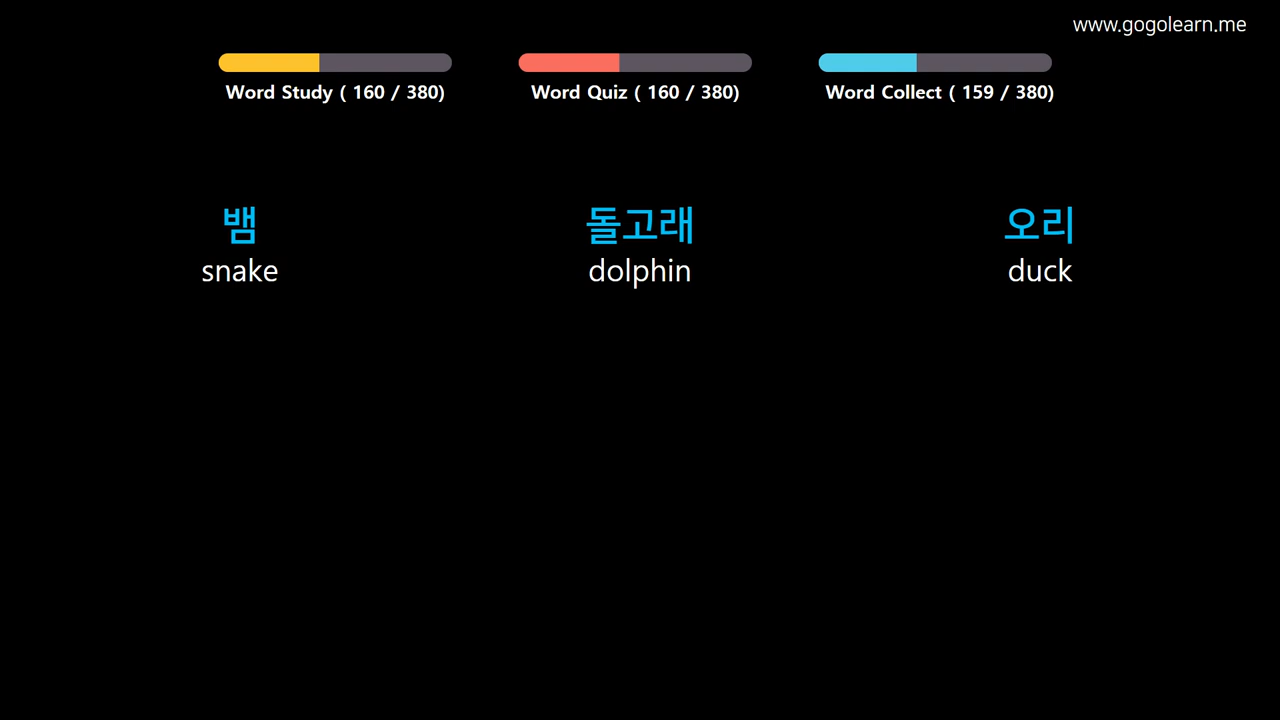 www.gogolearn.me
Word Study ( 160 / 380)
Word Quiz ( 160 / 380)
Word Collect ( 159 / 380)
뱀
snake
돌고래
dolphin
오리
duck